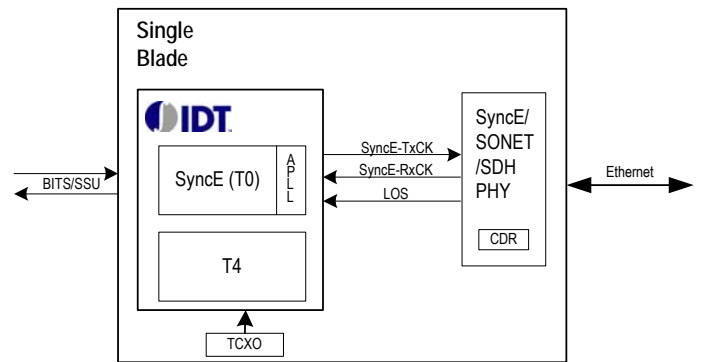 Single
Blade
IDT
SyncE (T0)
A
P
L
L
T4
TCXO
BITS/SSU
SyncE-TxCK
SyncE-RxCK
LOS
SyncE/
SONET
/SDH
PHY
CDR
Ethernet